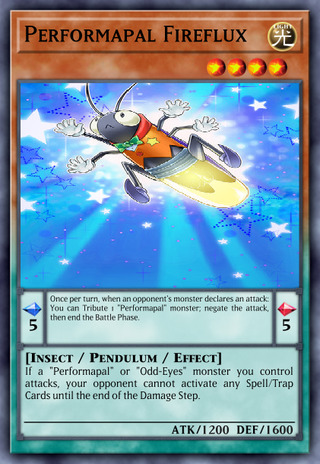 Performapal Fireflux
LIGHT
光
Once per turn, when an opponent's monster declares an attack:
You can Tribute 1 "Performapal" monster; negate the attack,
then end the Battle Phase.
5
5
[Insect / Pendulum / Effect]
If a "Performapal" or "Odd-Eyes" monster you control
attacks, your opponent cannot activate any Spell/Trap
Cards until the end of the Damage Step.
ATK/1200 DEF/1600